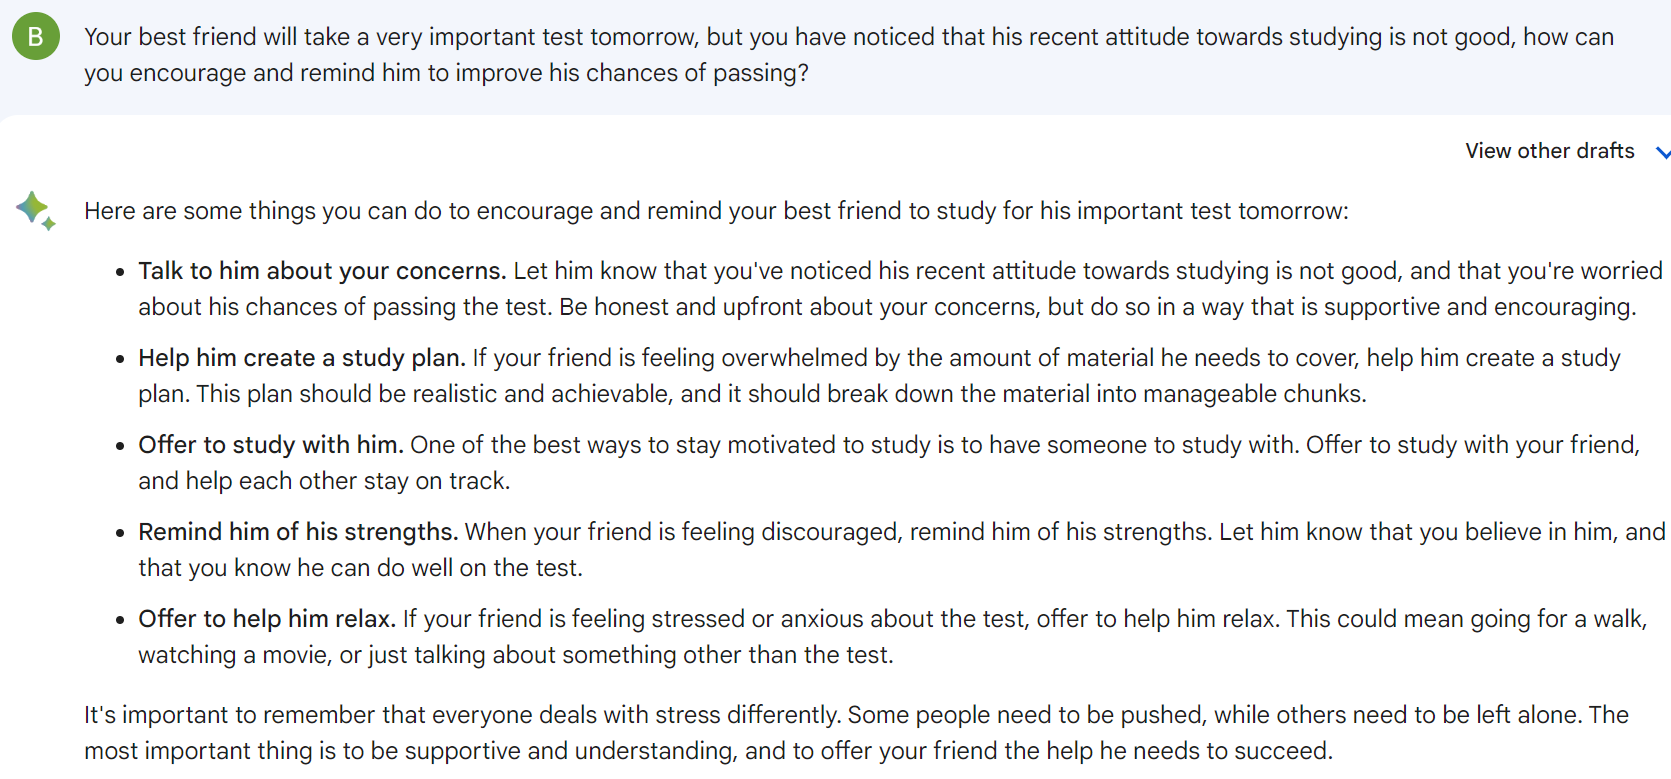 B
Your best friend will take a very important test tomorrow, but you have noticed that his recent attitude towards studying is not good, how can
you encourage and remind him to improve his chances of passing?
View other drafts
Here are some things you can do to encourage and remind your best friend to study for his important test tomorrow:
• Talk to him about your concerns. Let him know that you've noticed his recent attitude towards studying is not good, and that you're worried
about his chances of passing the test. Be honest and upfront about your concerns, but do so in a way that is supportive and encouraging.
• Help him create a study plan. If your friend is feeling overwhelmed by the amount of material he needs to cover, help him create a study
plan. This plan should be realistic and achievable, and it should break down the material into manageable chunks.
• Offer to study with him. One of the best ways to stay motivated to study is to have someone to study with. Offer to study with your friend,
and help each other stay on track.
• Remind him of his strengths. When your friend is feeling discouraged, remind him of his strengths. Let him know that you believe in him, and
that you know he can do well on the test.
• Offer to help him relax. If your friend is feeling stressed or anxious about the test, offer to help him relax. This could mean going for a walk,
watching a movie, or just talking about something other than the test.
It's important to remember that everyone deals with stress differently. Some people need to be pushed, while others need to be left alone. The
most important thing is to be supportive and understanding, and to offer your friend the help he needs to succeed.